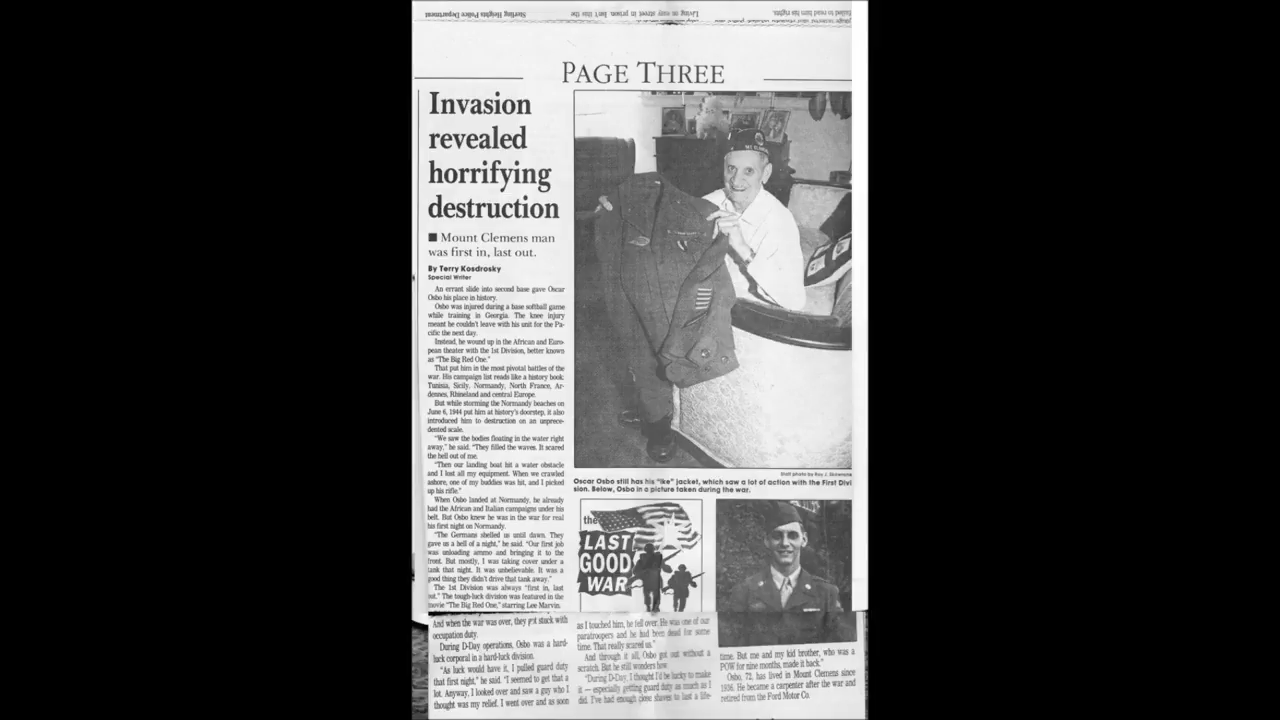 Sterling Heights Police Department
Living on easy street in prison. Isn't this the
failed to read him his rights.
PAGE THREE
Invasion
revealed
horrifying
destruction
■ Mount Clemens man
was first in, last out.
By Terry Kosdrosky
Special Writer
An errant slide into second base gave Oscar
Osbo his place in history.
Osbo was injured during a base softball game
while training in Georgia. The knee injury
meant he couldn't leave with his unit for the Pa-
cific the next day.
Instead, he wound up in the African and Euro-
pean theater with the 1st Division, better known
as "The Big Red One."
That put him in the most pivotal battles of the
war. His campaign list reads like a history book:
Tunisia, Sicily, Normandy, North France, Ar-
dennes, Rhineland and central Europe.
But while storming the Normandy beaches on
June 6, 1944 put him at history's doorstep, it also
introduced him to destruction on an unprece-
dented scale.
"We saw the bodies floating in the water right
away," he said. "They filled the waves. It scared
the hell out of me.
"Then our landing boat hit a water obstacle
and I lost all my equipment. When we crawled
ashore, one of my buddies was hit, and I picked
up his rifle."
When Osbo landed at Normandy, he already
had the African and Italian campaigns under his
belt. But Osbo knew he was in the war for real
his first night on Normandy.
"The Germans shelled us until dawn. They
gave us a hell of a night," he said. "Our first job
was unloading ammo and bringing it to the
front. But mostly, I was taking cover under a
tank that night. It was unbelievable. It was a
good thing they didn't drive that tank away."
The 1st Division was always "first in, last
out." The tough-luck division was featured in the
movie "The Big Red One," starring Lee Marvin.
And when the war was over, they got stuck with
occupation duty.
During D-Day operations, Osbo was a hard-
luck corporal in a hard-luck division.
"As luck would have it, I pulled guard duty
that first night," he said. "I seemed to get that a
lot. Anyway, I looked over and saw a guy who I
thought was my relief. I went over and as soon
Staff photo by Ray J.
Oscar Osbo still has his "Ike" jacket, which saw a lot of action with the First Divi
sion. Below, Osbo in a picture taken during the war.
the
LAST
GOOD
WAR
as I touched him, he fell over. He was one of our
paratroopers and he had been dead for some
time. That really scared us."
And through it all, Osbo got out without a
scratch. But he still wonders how.
"During D-Day, I thought I'd be lucky to make
it — especially getting guard duty as much as I
did. I've had enough close shaves to last a life-
time. But me and my kid brother, who was a
POW for nine months, made it back."
Osbo, 72, has lived in Mount Clemens since
1936. He became a carpenter after the war and
retired from the Ford Motor Co.